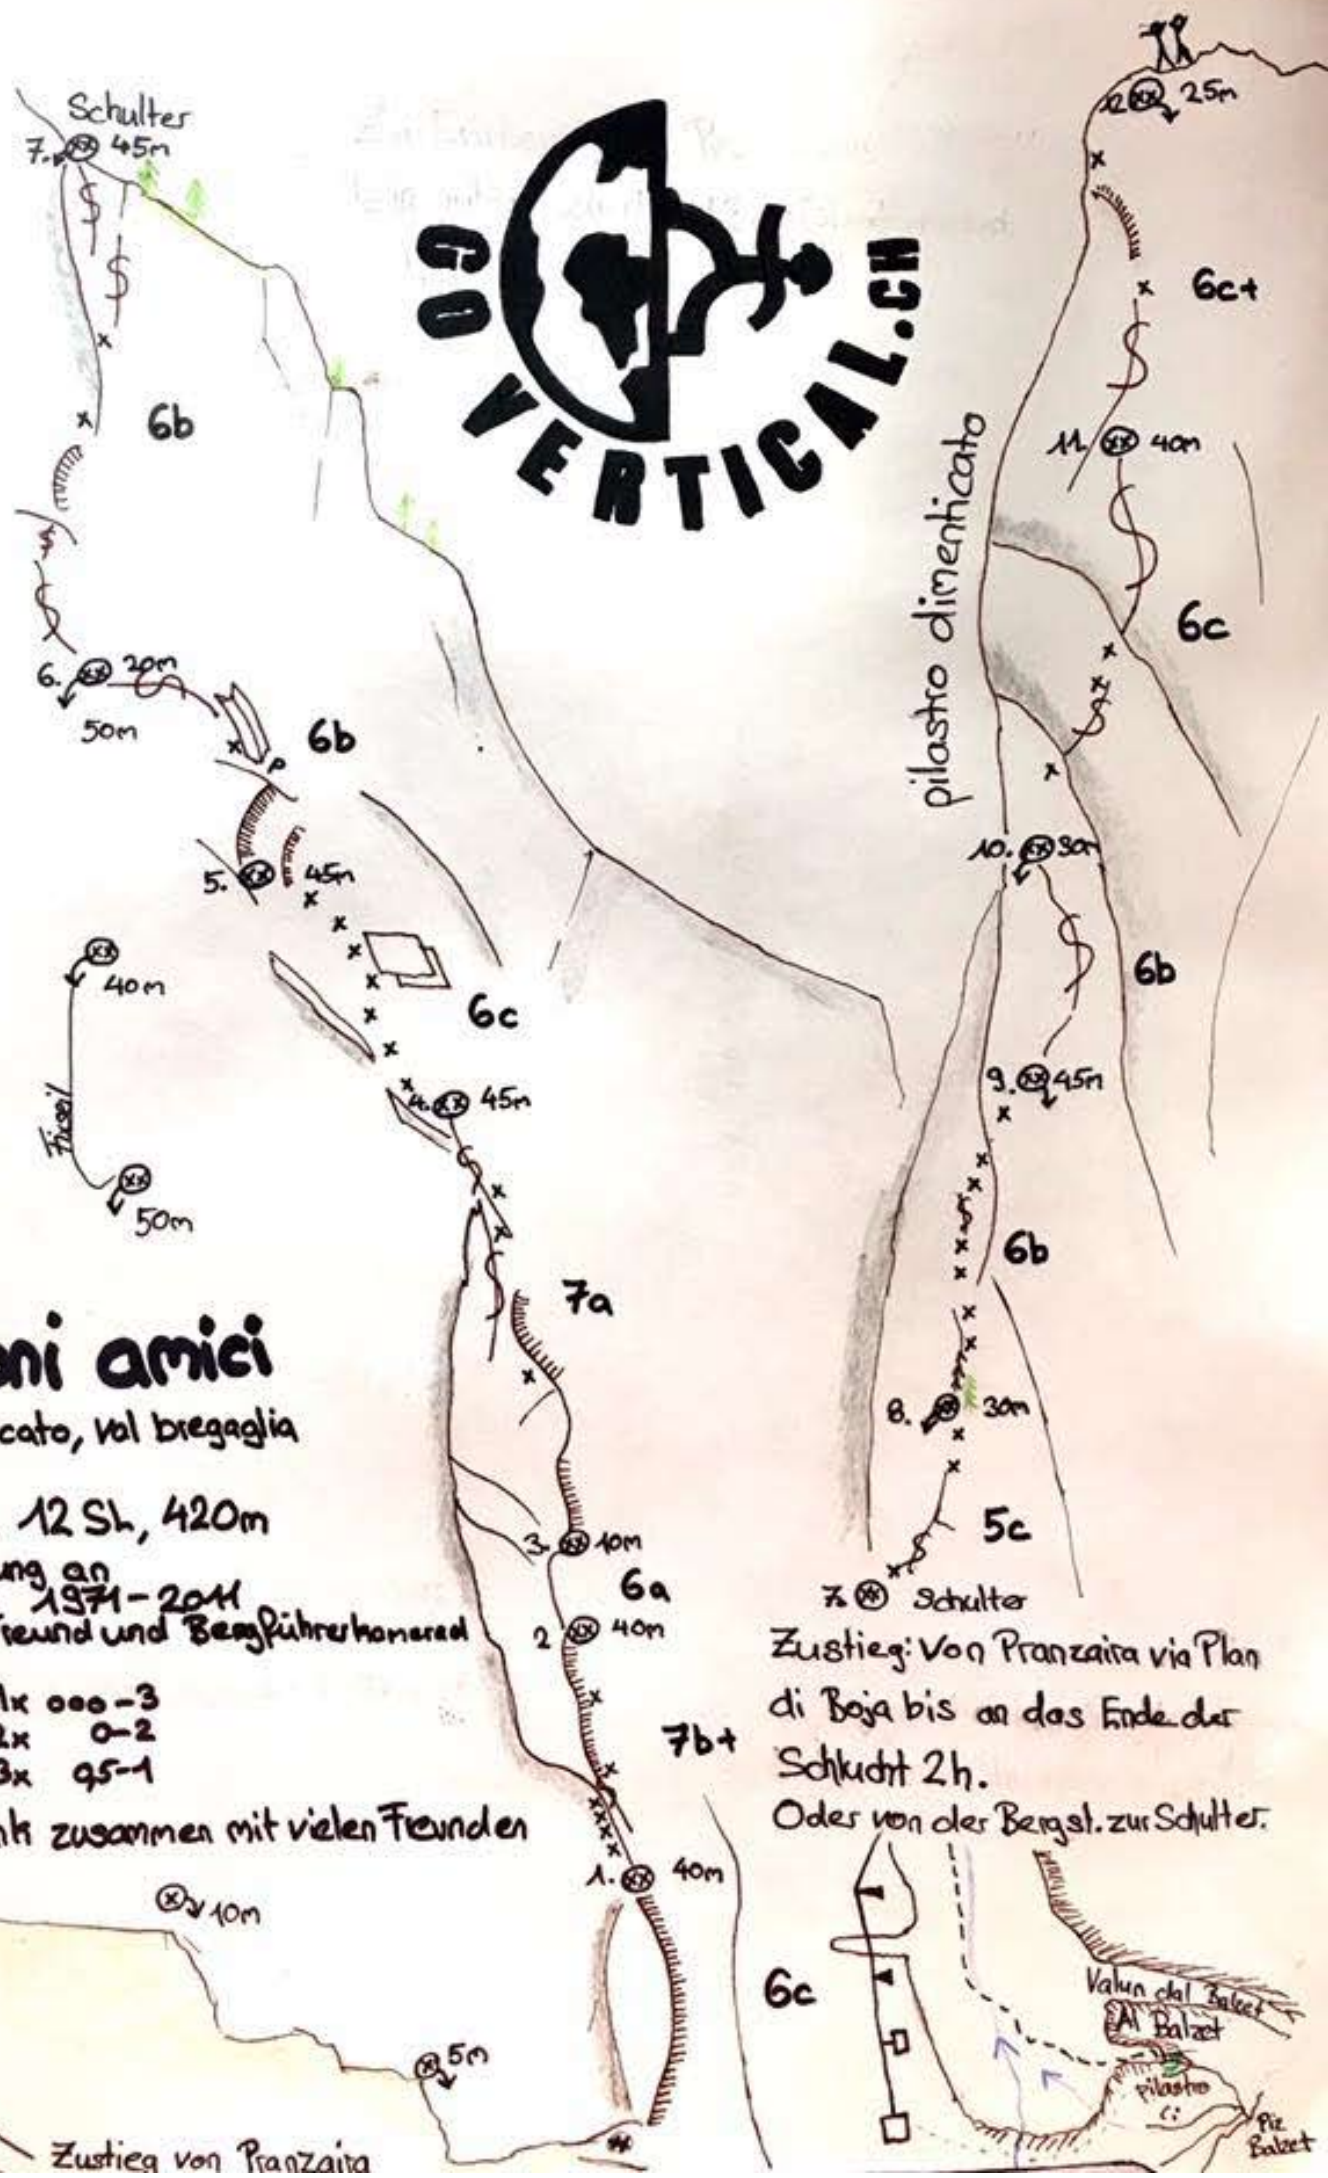 Schulter
7. 45m
6b
6. 20m
50m
6b
5. 45m
40m
6c
Fixseil
4. 45m
50m
7a
3. 10m
6a
2 40m
7b+
1. 40m
6c
GO VERTICAL.CH
12 25m
6c+
11. 40m
pilastro dimenticato
6c
10. 30m
6b
9. 45m
6b
8. 30m
5c
7. Schulter
ni amici
cato, val bregaglia
12 SL, 420m
ung an
1971-2011
reund und Bergführerkamerad
1x 000-3
2x 0-2
3x 0,5-1
nk zusammen mit vielen Freunden
10m
5m
Zustieg von Pranzaira
Zustieg: Von Pranzaira via Plan
di Boja bis an das Ende der
Schlucht 2h.
Oder von der Bergst. zur Schulter.
Valun dal Balzet
Al Balzet
pilastro
Piz
Balzet